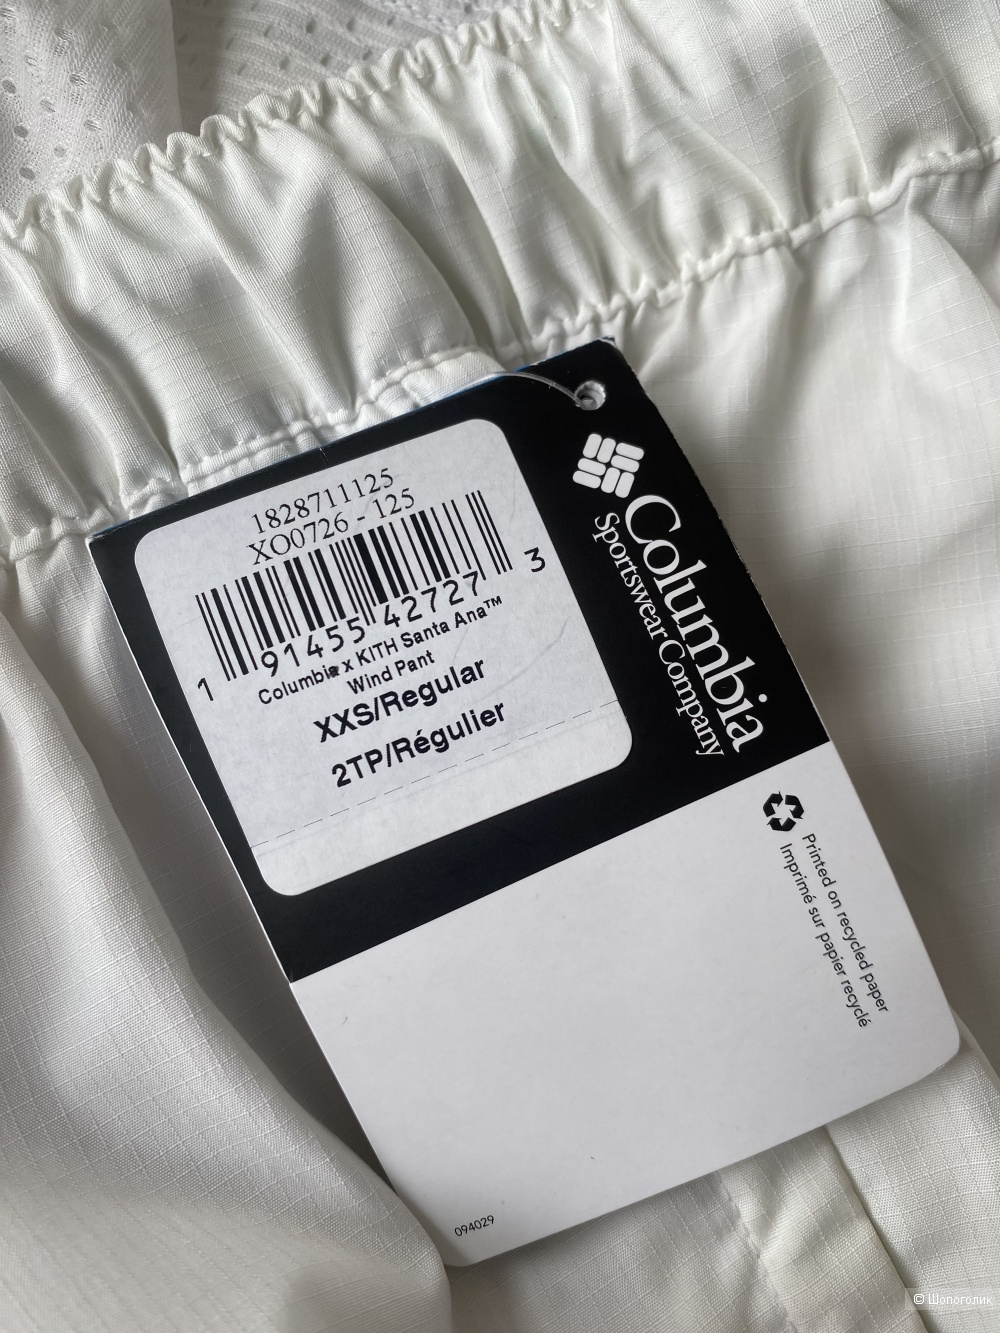 1828711125
XO0726 - 125
1 91455 42727 3
Columbia x KITH Santa Ana™
Wind Pant
XXS/Regular
2TP/Régulier
Columbia
Sportswear Company
Printed on recycled paper
Imprimé sur papier recyclé
094029
© Шопоголик